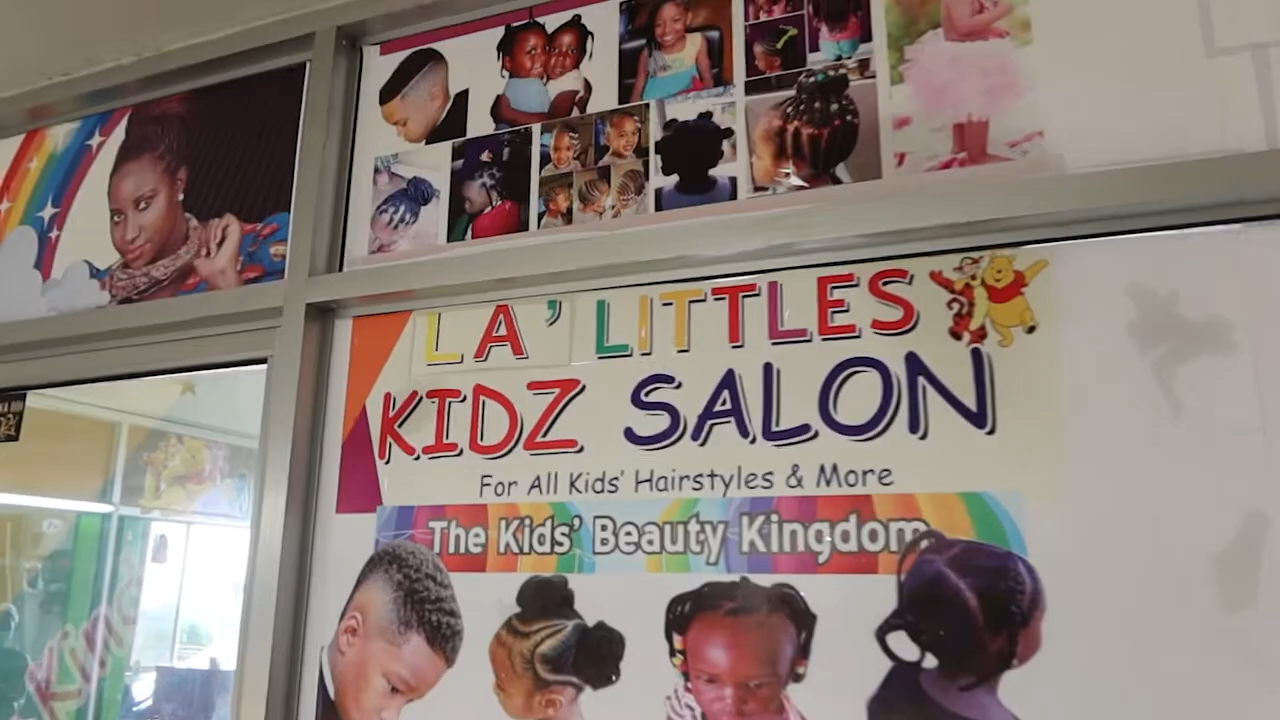 LA' LITTLES
KIDZ SALON
For All Kids' Hairstyles & More
The Kids' Beauty Kingdom